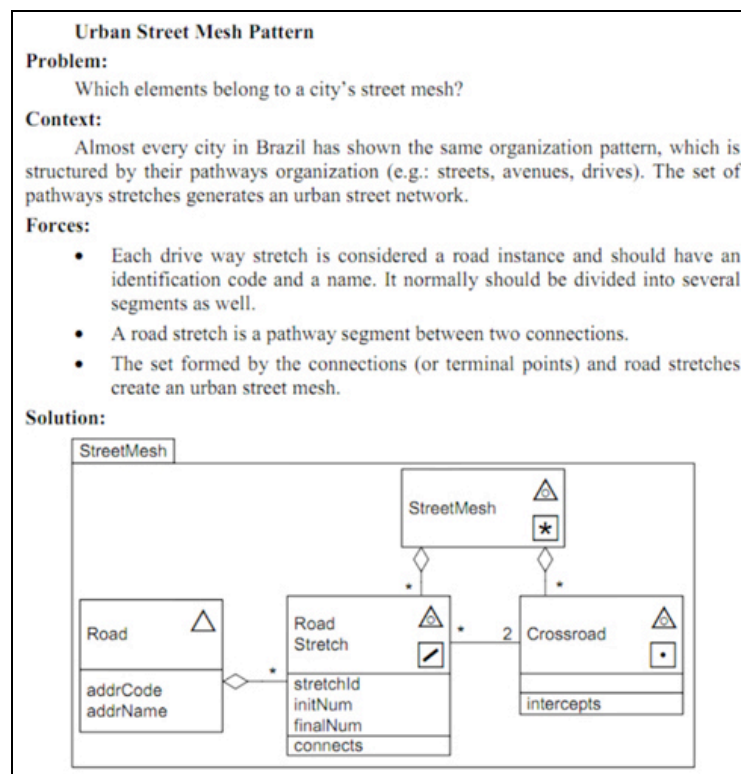 Urban Street Mesh Pattern
Problem:
Which elements belong to a city's street mesh?
Context:
Almost every city in Brazil has shown the same organization pattern, which is
structured by their pathways organization (e.g.: streets, avenues, drives). The set of
pathways stretches generates an urban street network.
Forces:
• Each drive way stretch is considered a road instance and should have an
identification code and a name. It normally should be divided into several
segments as well.
• A road stretch is a pathway segment between two connections.
• The set formed by the connections (or terminal points) and road stretches
create an urban street mesh.
Solution:
StreetMesh
StreetMesh
*
* *
Road
Road
Stretch
* 2
Crossroad
*
addrCode
addrName
stretchId
initNum
finalNum
connects
intercepts